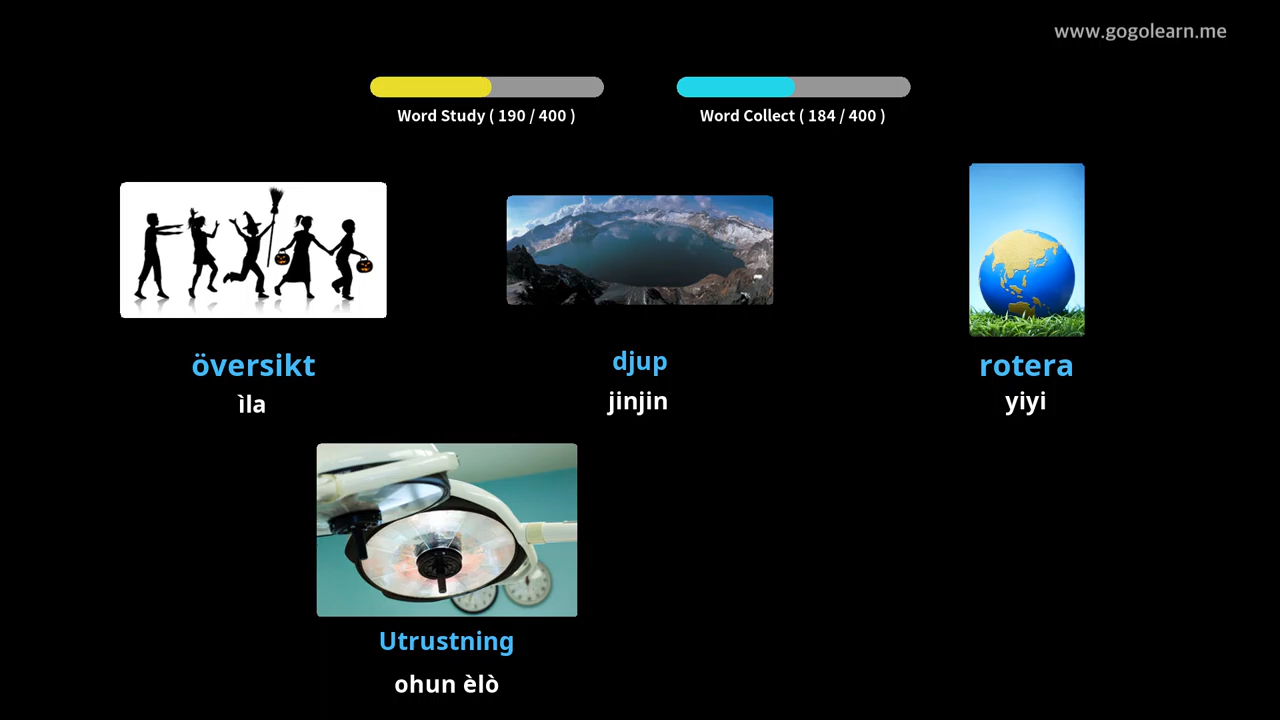 www.gogolearn.me
Word Study ( 190 / 400 )
Word Collect ( 184 / 400 )
översikt
ìla
djup
jinjin
rotera
yiyi
Utrustning
ohun èlò